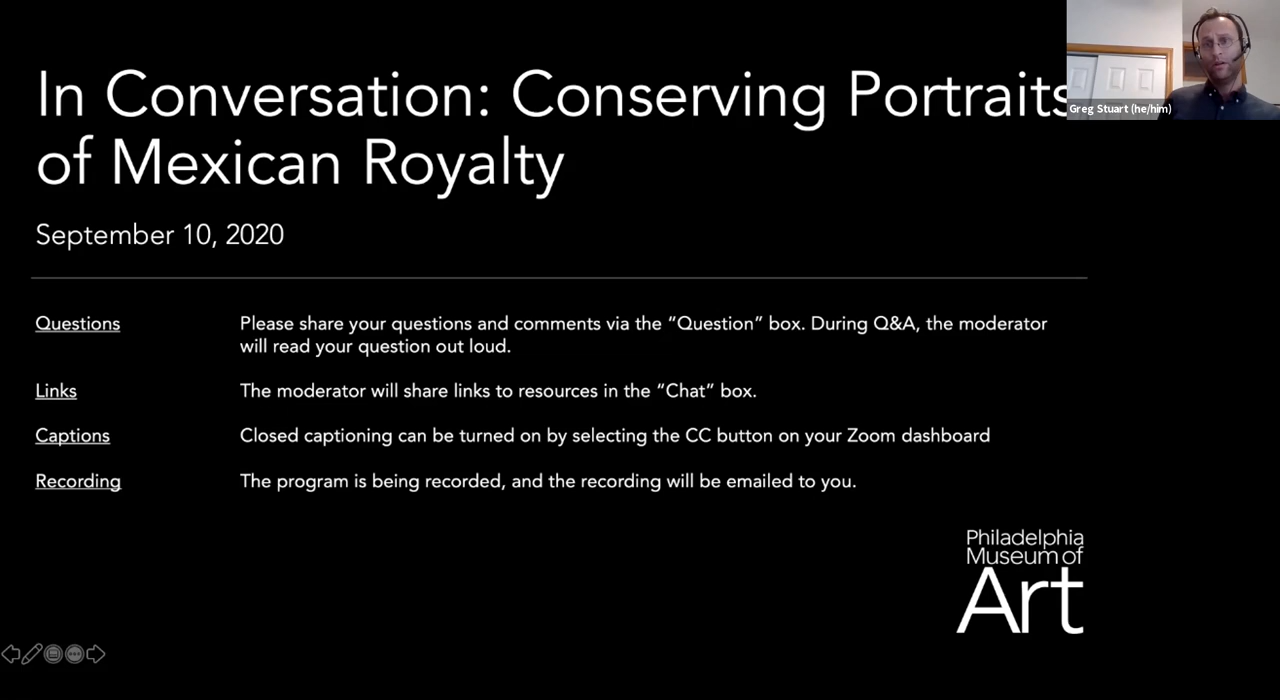 In Conversation: Conserving Portraits
of Mexican Royalty
Greg Stuart (he/him)
September 10, 2020
Questions
Please share your questions and comments via the “Question” box. During Q&A, the moderator
will read your question out loud.
Links
The moderator will share links to resources in the “Chat” box.
Captions
Closed captioning can be turned on by selecting the CC button on your Zoom dashboard
Recording
The program is being recorded, and the recording will be emailed to you.
Philadelphia
Museum of
Art